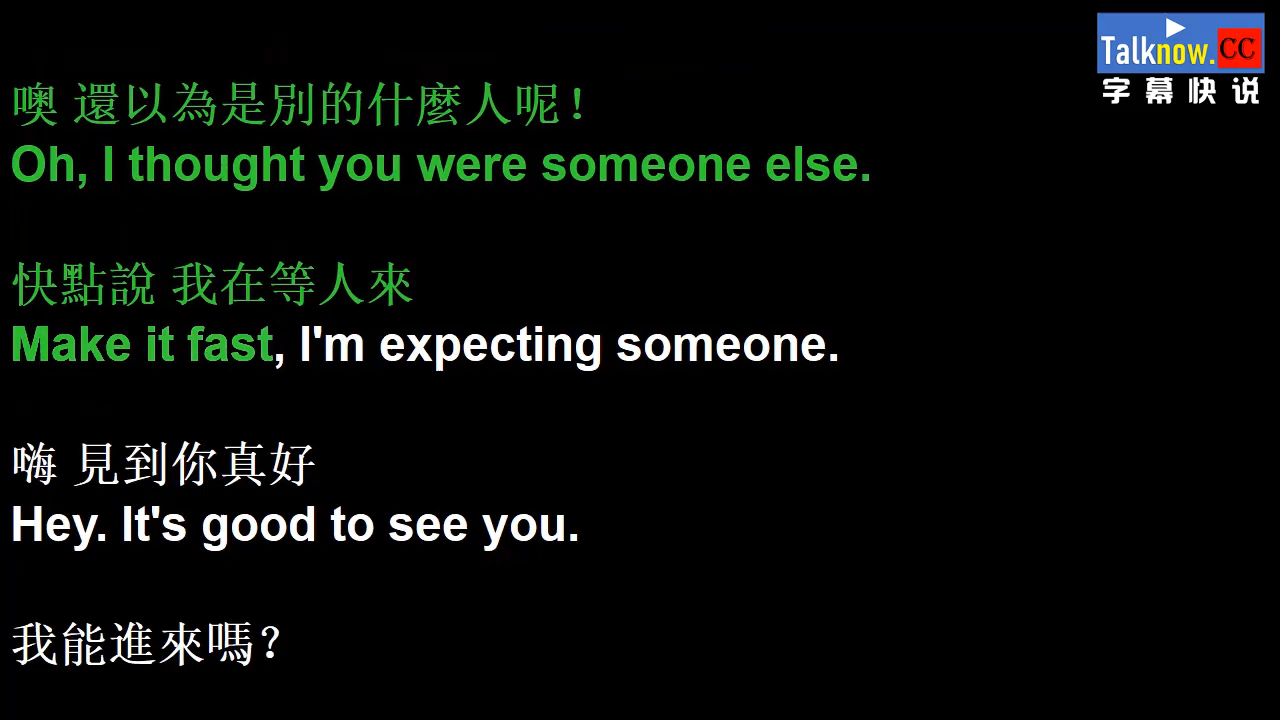 Talknow.CC
字幕快说
噢 還以為是別的什麼人呢！
Oh, I thought you were someone else.
快點說 我在等人來
Make it fast, I'm expecting someone.
嗨 見到你真好
Hey. It's good to see you.
我能進來嗎？